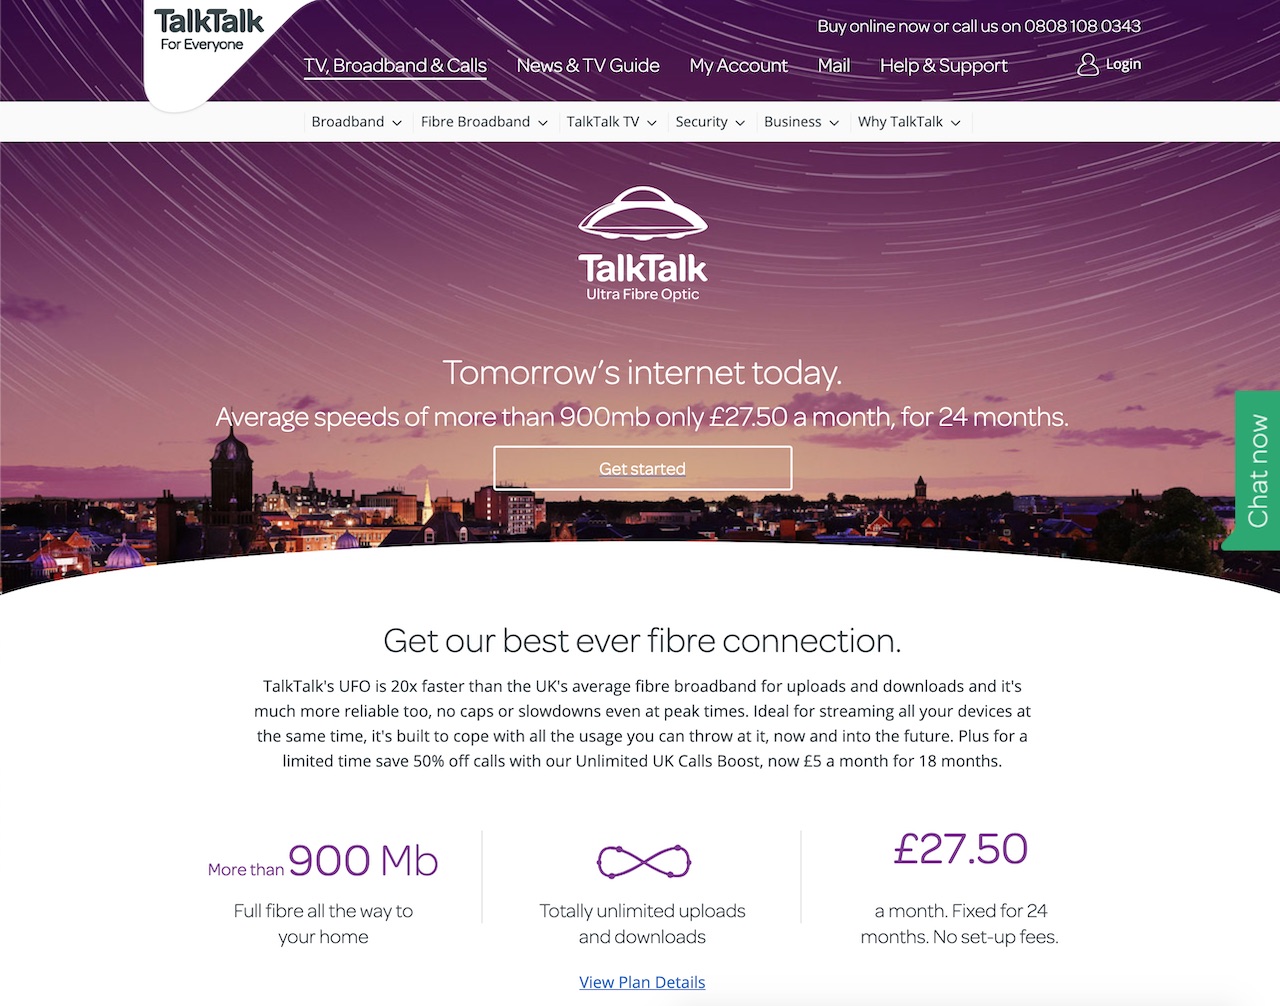 TalkTalk
For Everyone
Buy online now or call us on 0808 108 0343
TV, Broadband & Calls
News & TV Guide
My Account
Mail
Help & Support
Login
Broadband
Fibre Broadband
TalkTalk TV
Security
Business
Why TalkTalk
TalkTalk
Ultra Fibre Optic
Tomorrow's internet today.
Average speeds of more than 900mb only £27.50 a month, for 24 months.
Get started
Chat now
Get our best ever fibre connection.
TalkTalk's UFO is 20x faster than the UK's average fibre broadband for uploads and downloads and it's
much more reliable too, no caps or slowdowns even at peak times. Ideal for streaming all your devices at
the same time, it's built to cope with all the usage you can throw at it, now and into the future. Plus for a
limited time save 50% off calls with our Unlimited UK Calls Boost, now £5 a month for 18 months.
More than 900 Mb
Full fibre all the way to
your home
Totally unlimited uploads
and downloads
£27.50
a month. Fixed for 24
months. No set-up fees.
View Plan Details